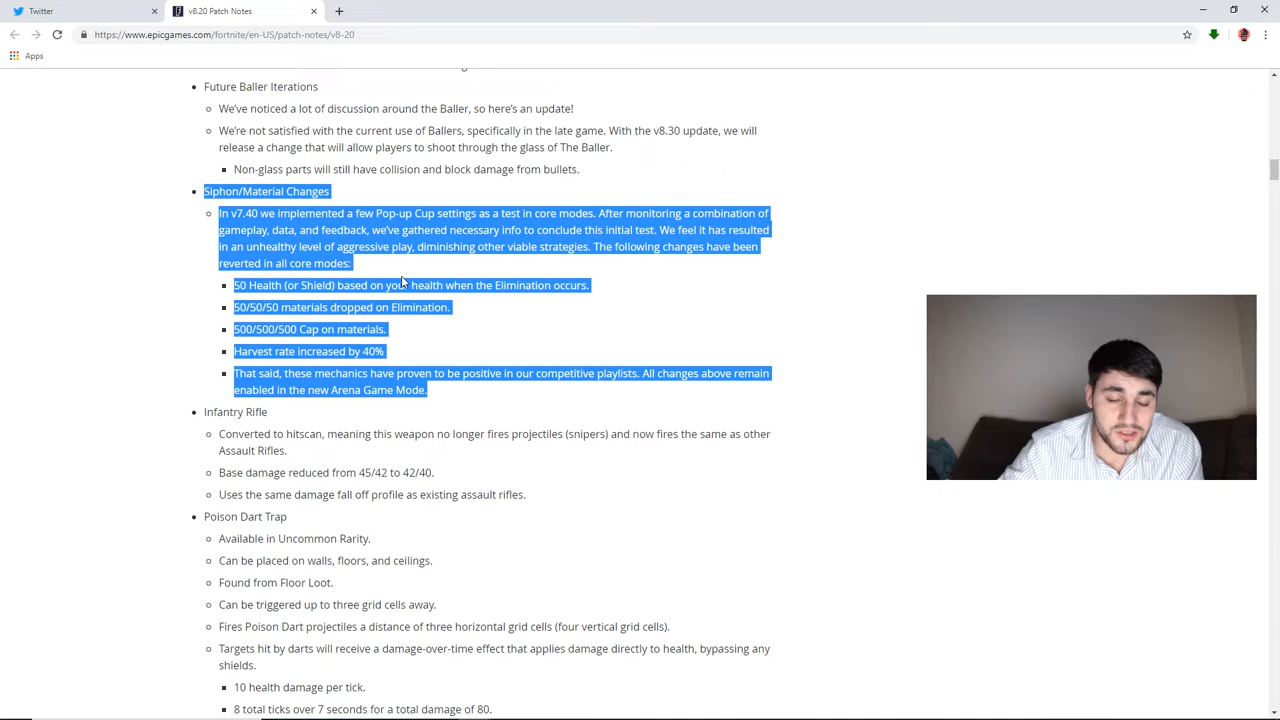 Twitter
v8.20 Patch Notes
https://www.epicgames.com/fortnite/en-US/patch-notes/v8-20
Apps
Future Baller Iterations
We've noticed a lot of discussion around the Baller, so here's an update!
We're not satisfied with the current use of Ballers, specifically in the late game. With the v8.30 update, we will
release a change that will allow players to shoot through the glass of The Baller.
Non-glass parts will still have collision and block damage from bullets.
Siphon/Material Changes
In v7.40 we implemented a few Pop-up Cup settings as a test in core modes. After monitoring a combination of
gameplay, data, and feedback, we've gathered necessary info to conclude this initial test. We feel it has resulted
in an unhealthy level of aggressive play, diminishing other viable strategies. The following changes have been
reverted in all core modes:
50 Health (or Shield) based on your health when the Elimination occurs.
50/50/50 materials dropped on Elimination.
500/500/500 Cap on materials.
Harvest rate increased by 40%
That said, these mechanics have proven to be positive in our competitive playlists. All changes above remain
enabled in the new Arena Game Mode.
Infantry Rifle
Converted to hitscan, meaning this weapon no longer fires projectiles (snipers) and now fires the same as other
Assault Rifles.
Base damage reduced from 45/42 to 42/40.
Uses the same damage fall off profile as existing assault rifles.
Poison Dart Trap
Available in Uncommon Rarity.
Can be placed on walls, floors, and ceilings.
Found from Floor Loot.
Can be triggered up to three grid cells away.
Fires Poison Dart projectiles a distance of three horizontal grid cells (four vertical grid cells).
Targets hit by darts will receive a damage-over-time effect that applies damage directly to health, bypassing any
shields.
10 health damage per tick.
8 total ticks over 7 seconds for a total damage of 80.